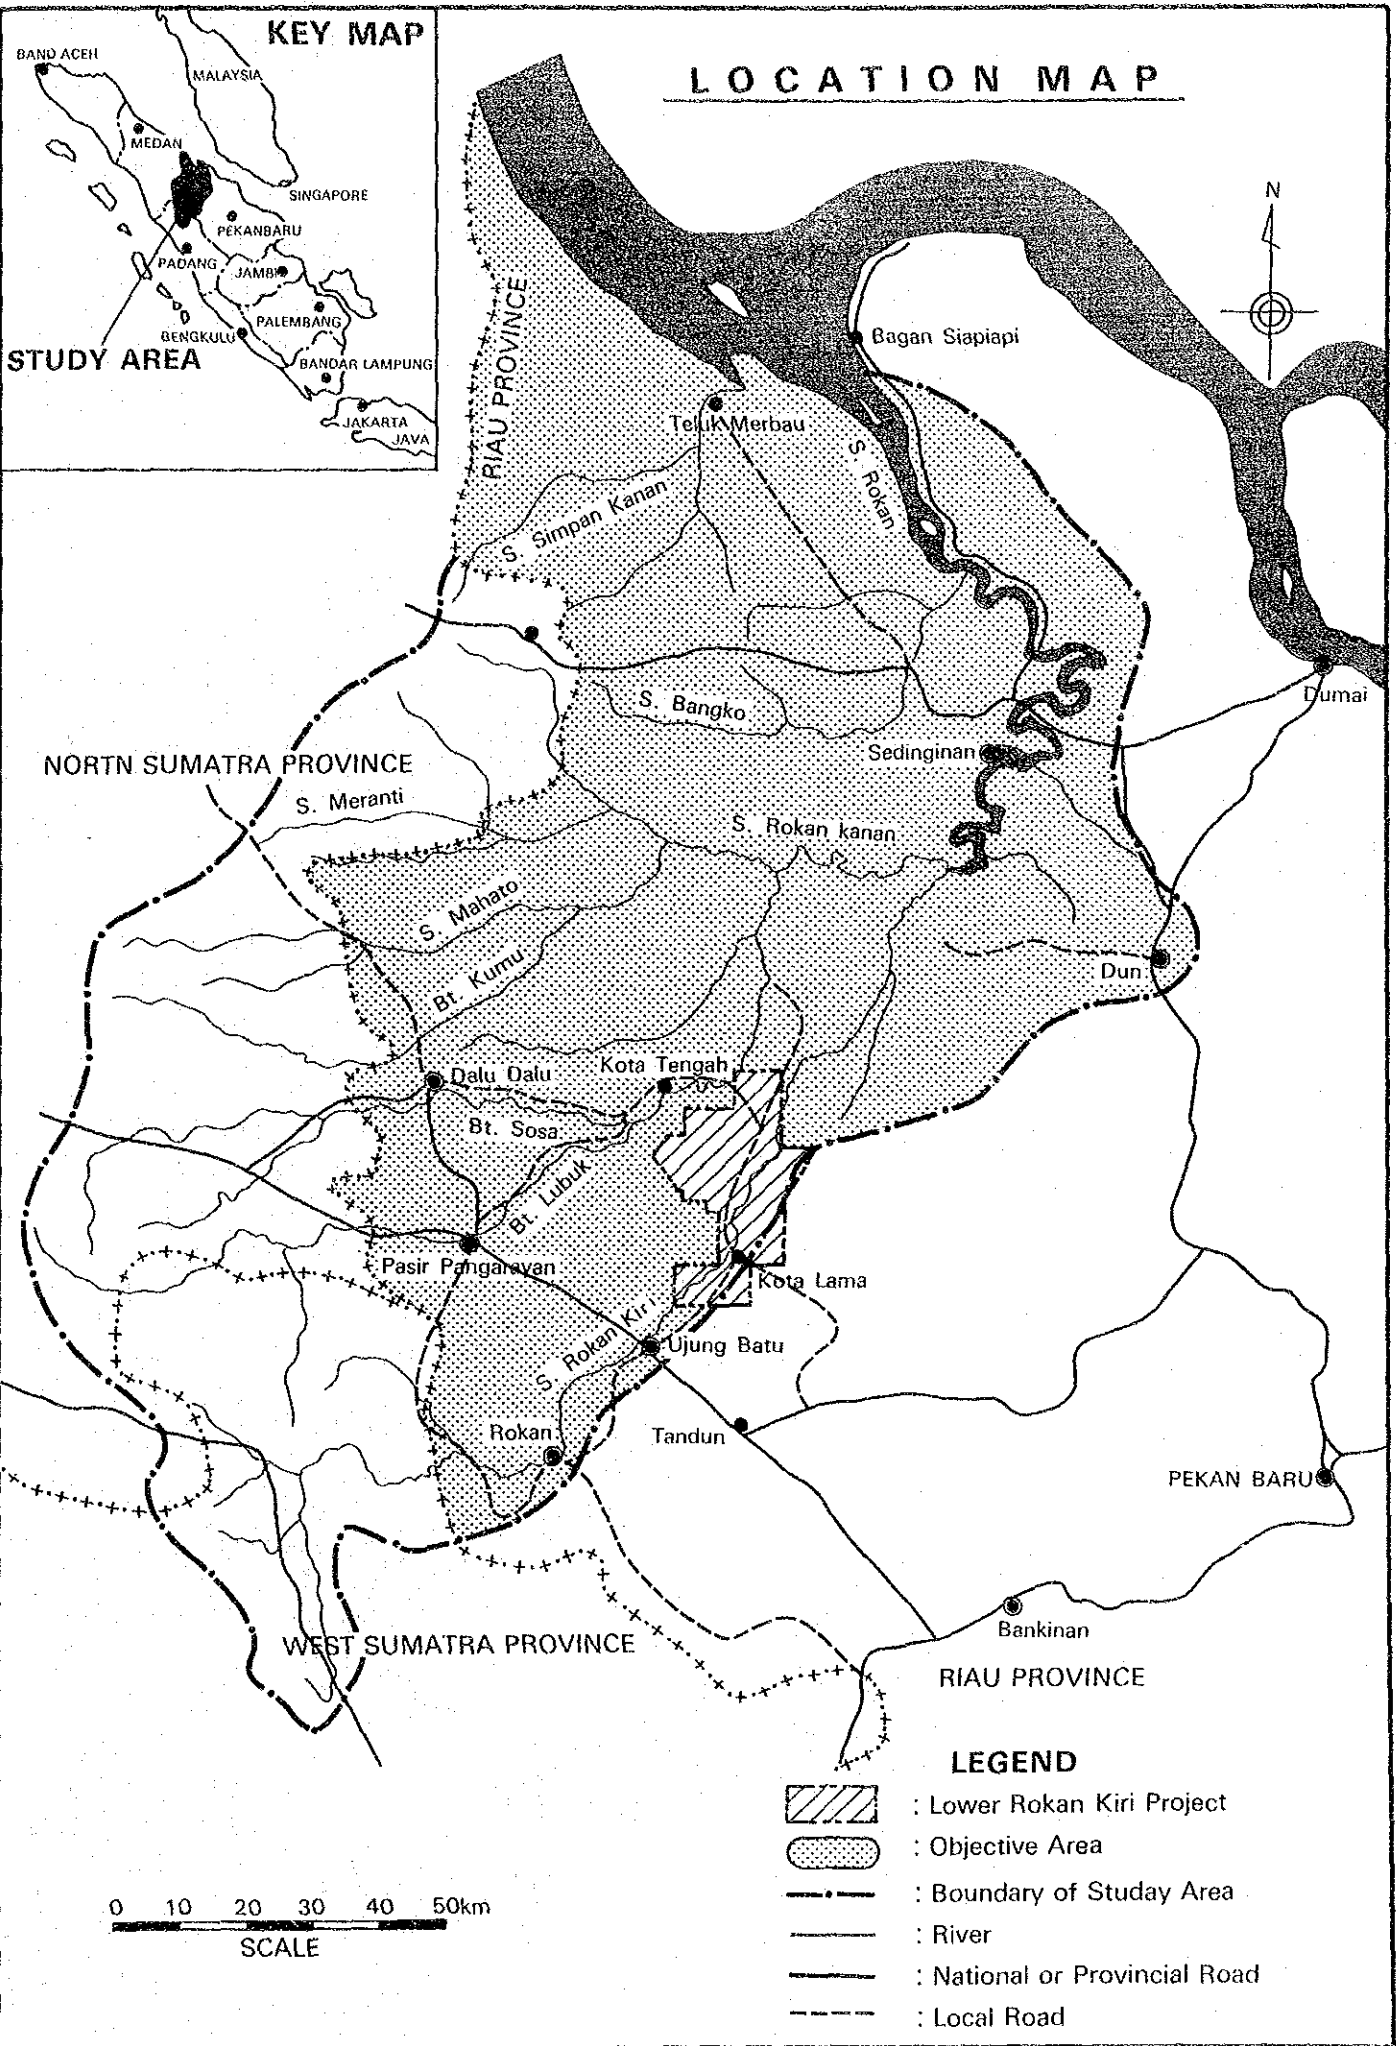 KEY MAP
BAND ACEH
MALAYSIA
MEDAN
SINGAPORE
PEKANBARU
PADANG
JAMBI
PALEMBANG
BENGKULU
STUDY AREA
BANDAR LAMPUNG
JAKARTA
JAVA
LOCATION MAP
N
RIAU PROVINCE
Bagan Siapiapi
Teluk Merbau
S. Rokan
S. Simpan Kanan
Dumai
S. Bangko
Sedinginan
NORTN SUMATRA PROVINCE
S. Meranti
S. Rokan kanan
S. Mahato
Bt. Kumu
Dun
Kota Tengah
Dalu Dalu
Bt. Sosa
Bt. Lubuk
Pasir Pangarayan
Kota Lama
S. Rokan Kiri
Ujung Batu
Rokan
Tandun
PEKAN BARU
Bankinan
WEST SUMATRA PROVINCE
RIAU PROVINCE
LEGEND
: Lower Rokan Kiri Project
: Objective Area
: Boundary of Studay Area
: River
: National or Provincial Road
: Local Road
0 10 20 30 40 50km
SCALE